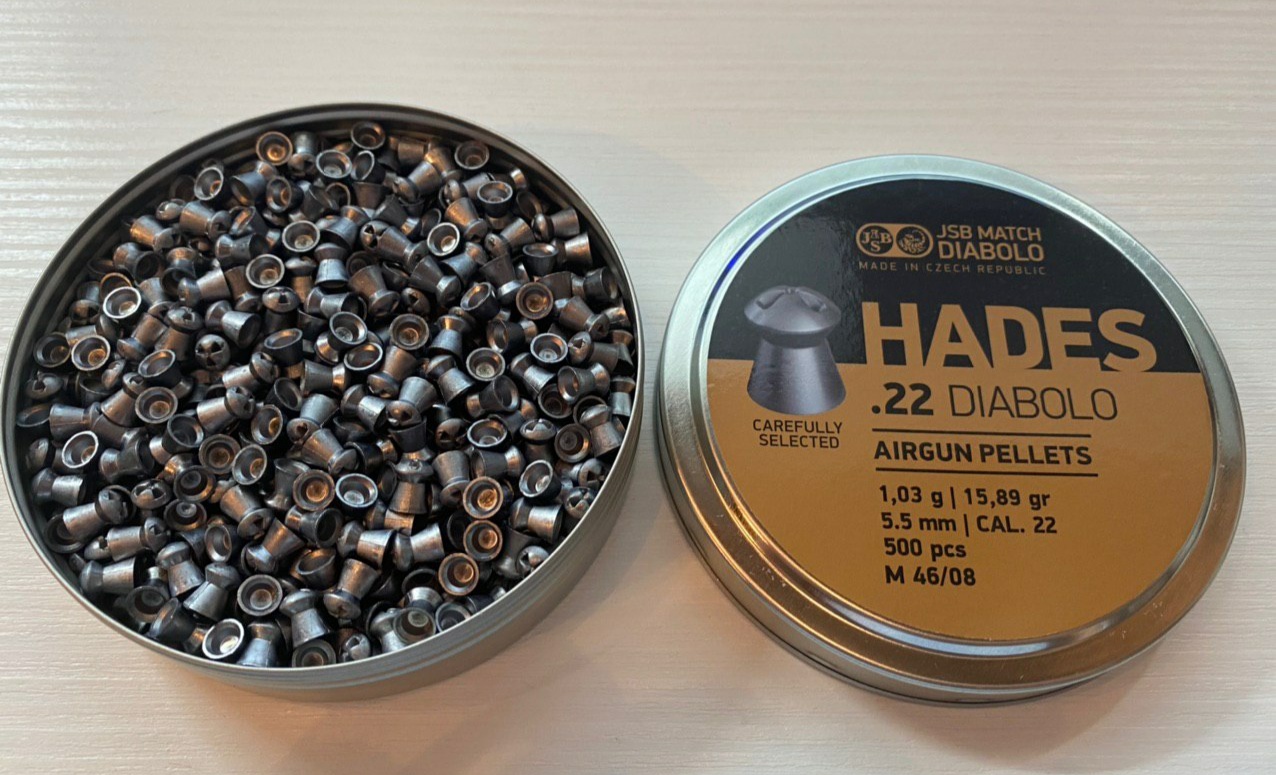 JSB JSB MATCH
DIABOLO
MADE IN CZECH REPUBLIC
HADES
.22 DIABOLO
CAREFULLY
SELECTED
AIRGUN PELLETS
1,03 g | 15,89 gr
5.5 mm | CAL. 22
500 pcs
M 46/08